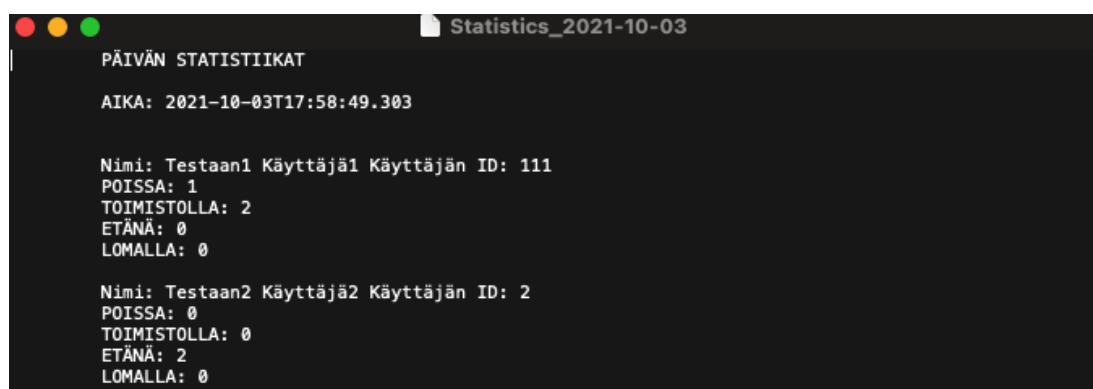 Statistics_2021-10-03
PÄIVÄN STATISTIIKAT
AIKA: 2021-10-03T17:58:49.303
Nimi: Testaan1 Käyttäjä1 Käyttäjän ID: 111
POISSA: 1
TOIMISTOLLA: 2
ETÄNÄ: 0
LOMALLA: 0
Nimi: Testaan2 Käyttäjä2 Käyttäjän ID: 2
POISSA: 0
TOIMISTOLLA: 0
ETÄNÄ: 2
LOMALLA: 0